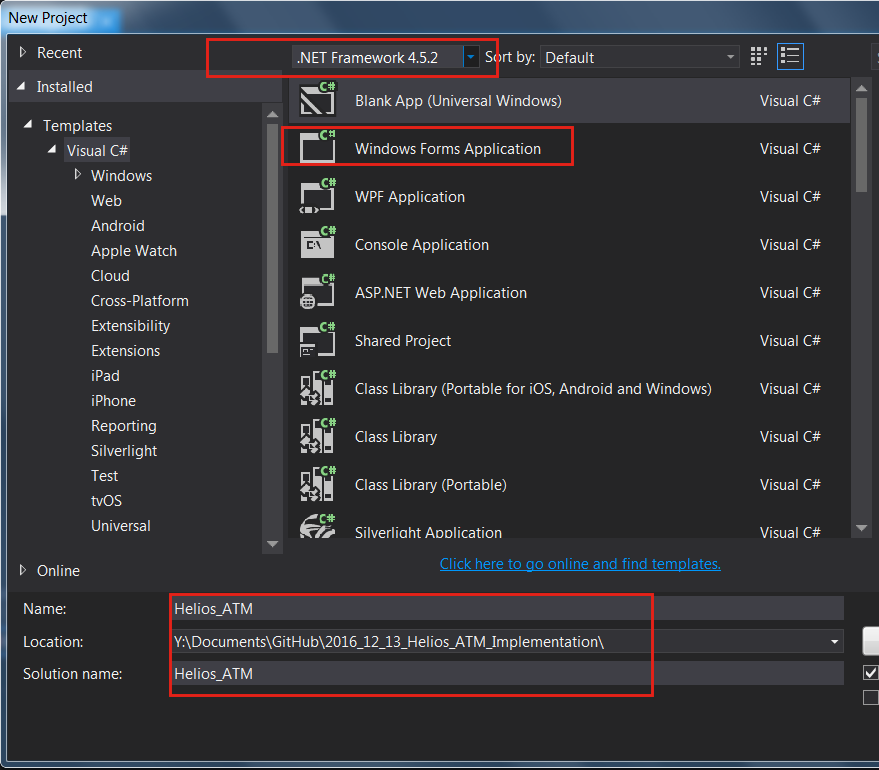 New Project
Recent
.NET Framework 4.5.2 Sort by: Default
Installed
Templates
Visual C#
Windows
Web
Android
Apple Watch
Cloud
Cross-Platform
Extensibility
Extensions
iPad
iPhone
Reporting
Silverlight
Test
tvOS
Universal
Online
C# Blank App (Universal Windows) Visual C#
C# Windows Forms Application Visual C#
C# WPF Application Visual C#
C# C:\ Console Application Visual C#
C# ASP.NET Web Application Visual C#
C# Shared Project Visual C#
C# Class Library (Portable for iOS, Android and Windows) Visual C#
C# Class Library Visual C#
C# Class Library (Portable) Visual C#
C# Silverlight Application Visual C#
Click here to go online and find templates.
Name: Helios_ATM
Location: Y:\Documents\GitHub\2016_12_13_Helios_ATM_Implementation\
Solution name: Helios_ATM